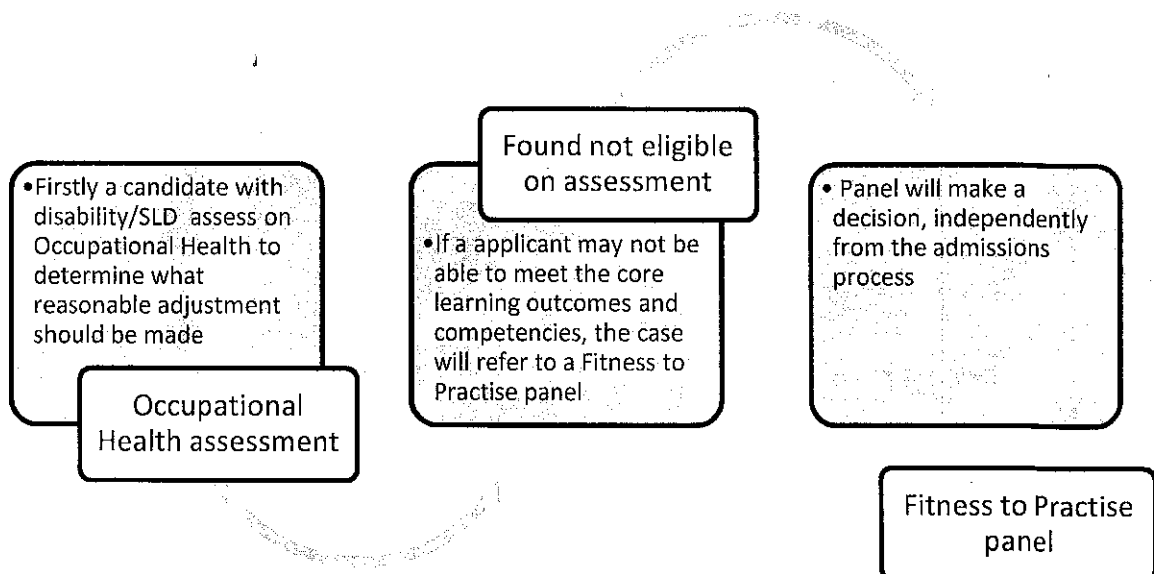 •Firstly a candidate with
disability/SLD assess on
Occupational Health to
determine what
reasonable adjustment
should be made
Occupational
Health assessment
Found not eligible
on assessment
•If a applicant may not be
able to meet the core
learning outcomes and
competencies, the case
will refer to a Fitness to
Practise panel
• Panel will make a
decision, independently
from the admissions
process
Fitness to Practise
panel